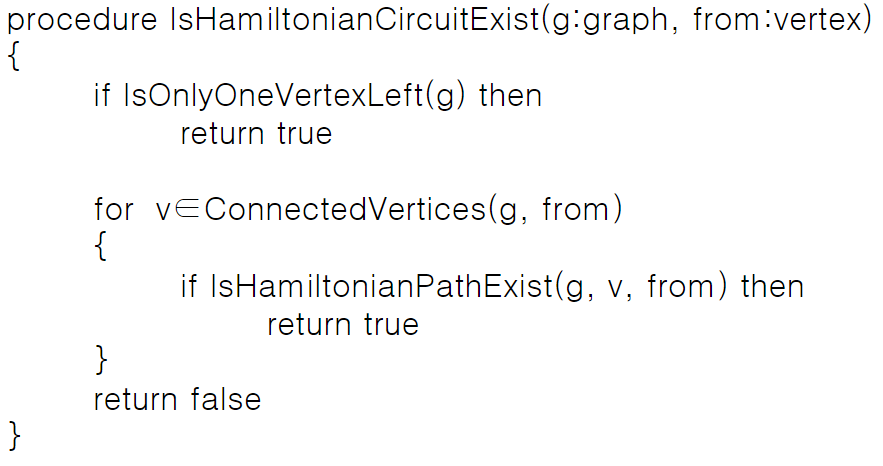 procedure IsHamiltonianCircuitExist(g:graph, from:vertex)
{
if IsOnlyOneVertexLeft(g) then
return true
for v∈ConnectedVertices(g, from)
{
if IsHamiltonianPathExist(g, v, from) then
return true
}
return false
}